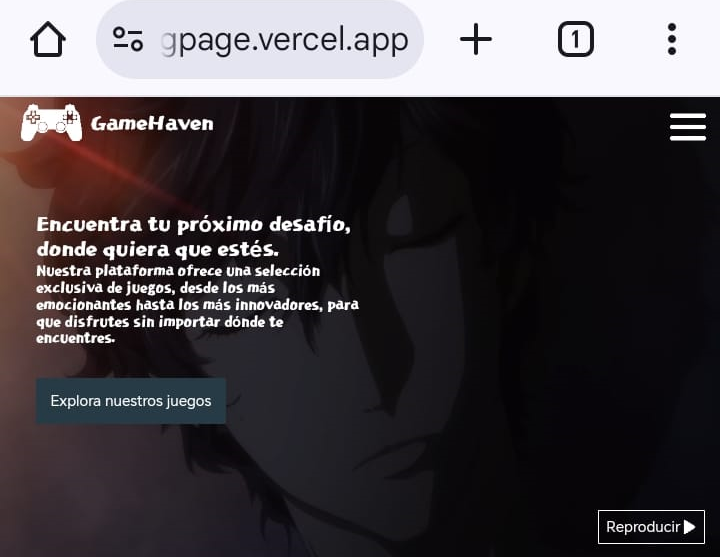 gpage.vercel.app
1
GameHaven
Encuentra tu próximo desafío,
donde quiera que estés.
Nuestra plataforma ofrece una selección
exclusiva de juegos, desde los más
emocionantes hasta los más innovadores, para
que disfrutes sin importar dónde te
encuentres.
Explora nuestros juegos
Reproducir